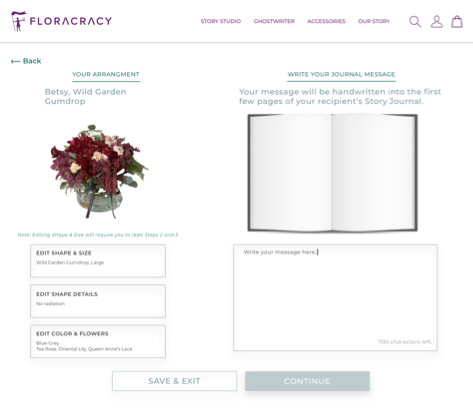 FLORACRACY
STORY STUDIO GHOSTWRITER ACCESSORIES OUR STORY
Back
YOUR ARRANGMENT
Betsy, Wild Garden
Gumdrop
Note: Editing Shape & Size will require you to redo Steps 2 and 3
EDIT SHAPE & SIZE
Wild Garden Gumdrop, Large
EDIT SHAPE DETAILS
No radiation
EDIT COLOR & FLOWERS
Blue-Grey
Tea Rose, Oriental Lily, Queen Anne's Lace
WRITE YOUR JOURNAL MESSAGE
Your message will be handwritten into the first
few pages of your recipient's Story Journal.
Write your message here.
700 characters left.
SAVE & EXIT
CONTINUE